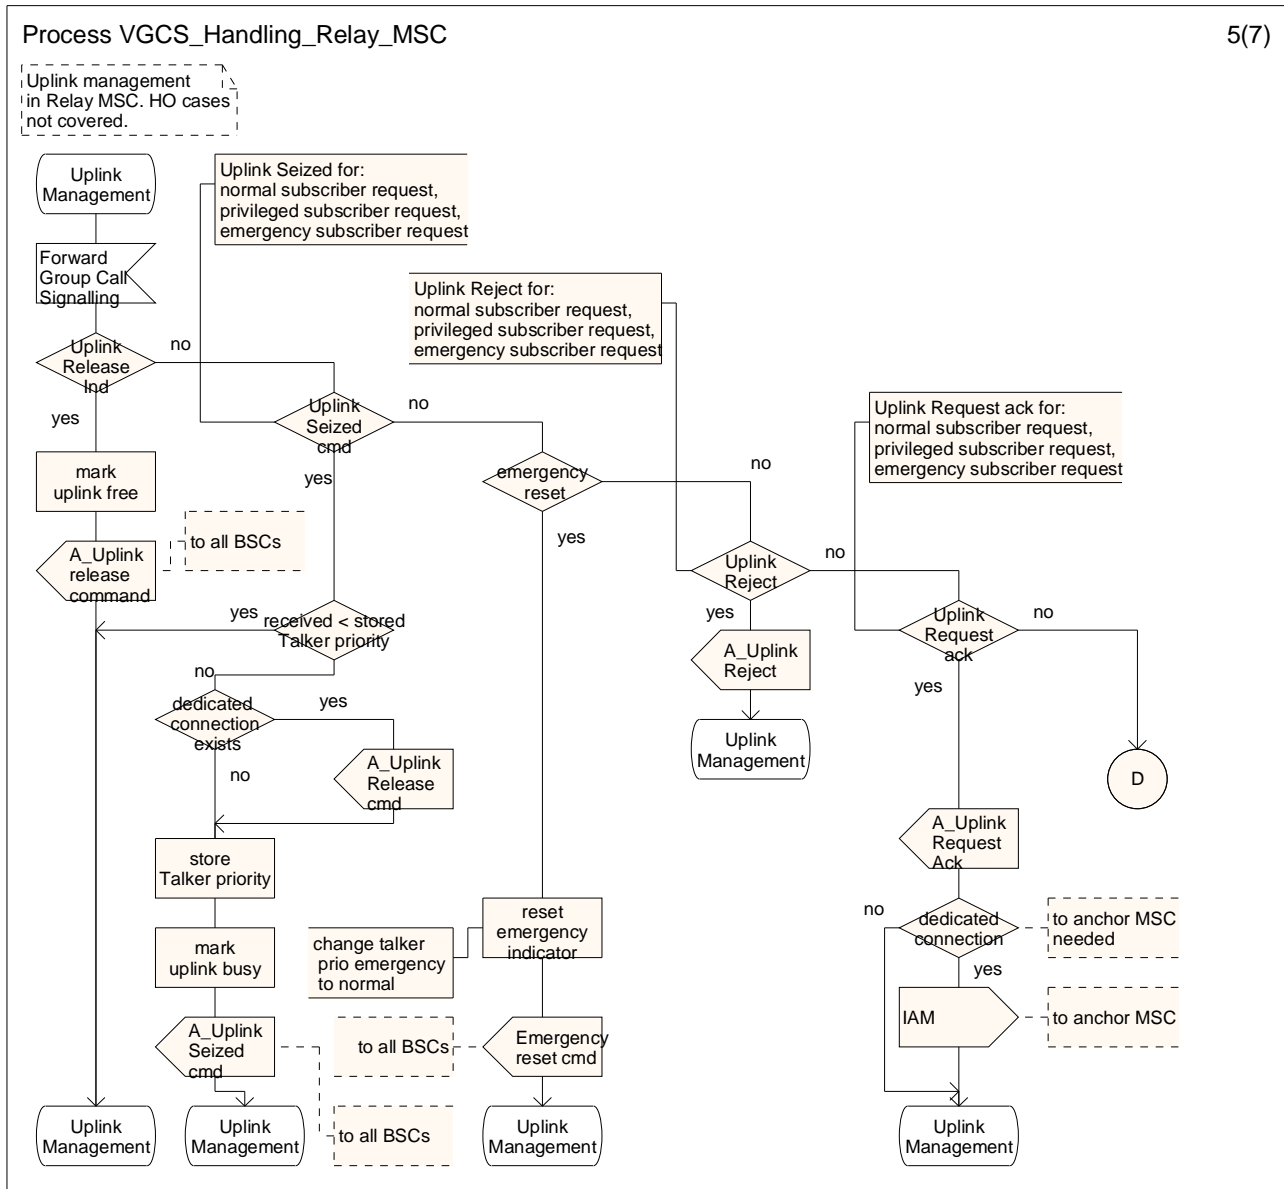 Process VGCS_Handling_Relay_MSC
5(7)
Uplink management
in Relay MSC. HO cases
not covered.
Uplink
Management
Uplink Seized for:
normal subscriber request,
privileged subscriber request,
emergency subscriber request
Forward
Group Call
Signalling
Uplink Reject for:
normal subscriber request,
privileged subscriber request,
emergency subscriber request
Uplink
Release
Ind
no
yes
Uplink
Seized
cmd
no
yes
Uplink Request ack for:
normal subscriber request,
privileged subscriber request,
emergency subscriber request
mark
uplink free
emergency
reset
no
yes
A_Uplink
release
command
to all BSCs
Uplink
Reject
no
yes
received < stored
Talker priority
yes
no
Uplink
Request
ack
no
yes
A_Uplink
Reject
dedicated
connection
exists
yes
no
Uplink
Management
A_Uplink
Release
cmd
D
store
Talker priority
A_Uplink
Request
Ack
mark
uplink busy
change talker
prio emergency
to normal
reset
emergency
indicator
no
dedicated
connection
to anchor MSC
needed
yes
A_Uplink
Seized
cmd
to all BSCs
Emergency
reset cmd
IAM
to anchor MSC
Uplink
Management
Uplink
Management
to all BSCs
Uplink
Management
Uplink
Management